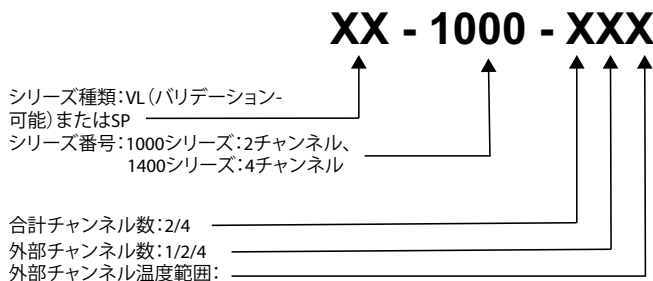 XX - 1000 - XXX
シリーズ種類：VL（バリデーション-
可能）またはSP
シリーズ番号：1000シリーズ：2チャンネル、
1400シリーズ：4チャンネル
合計チャンネル数：2/4
外部チャンネル数：1/2/4
外部チャンネル温度範囲：